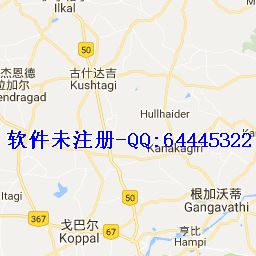 Ilkal
50
杰恩德
拉加尔
endragad
古什达吉
Kushtagi
Hullhaider
软件未注册-QQ:64445322
Kanakagiri
Itagi
50
根加沃蒂
Gangavathi
367
戈巴尔
Koppal
67
亨比
Hampi